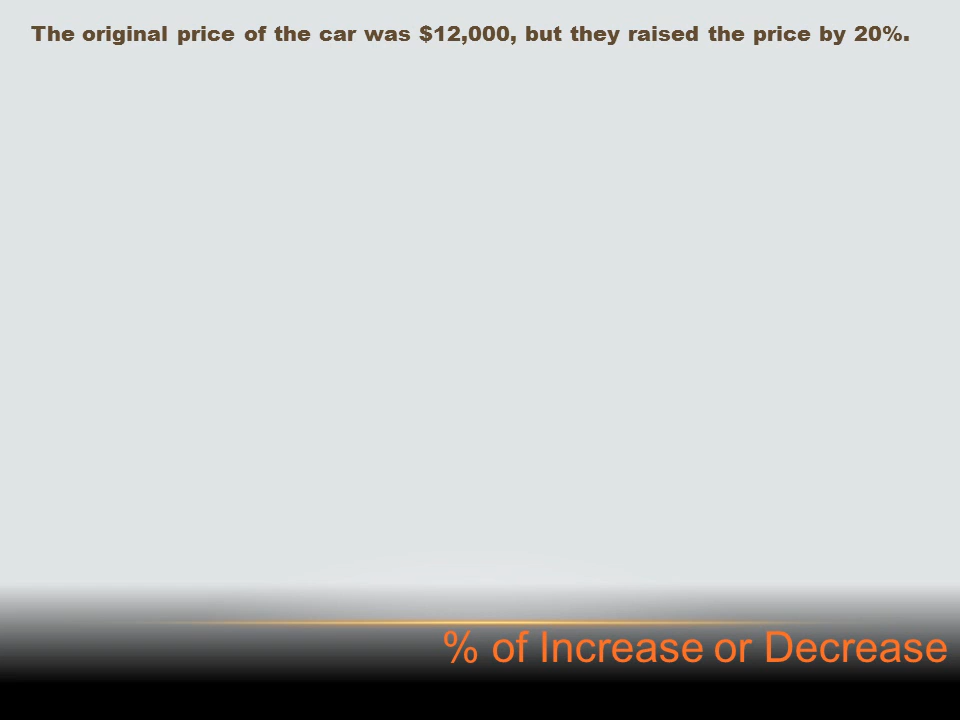 The original price of the car was $12,000, but they raised the price by 20%.
% of Increase or Decrease